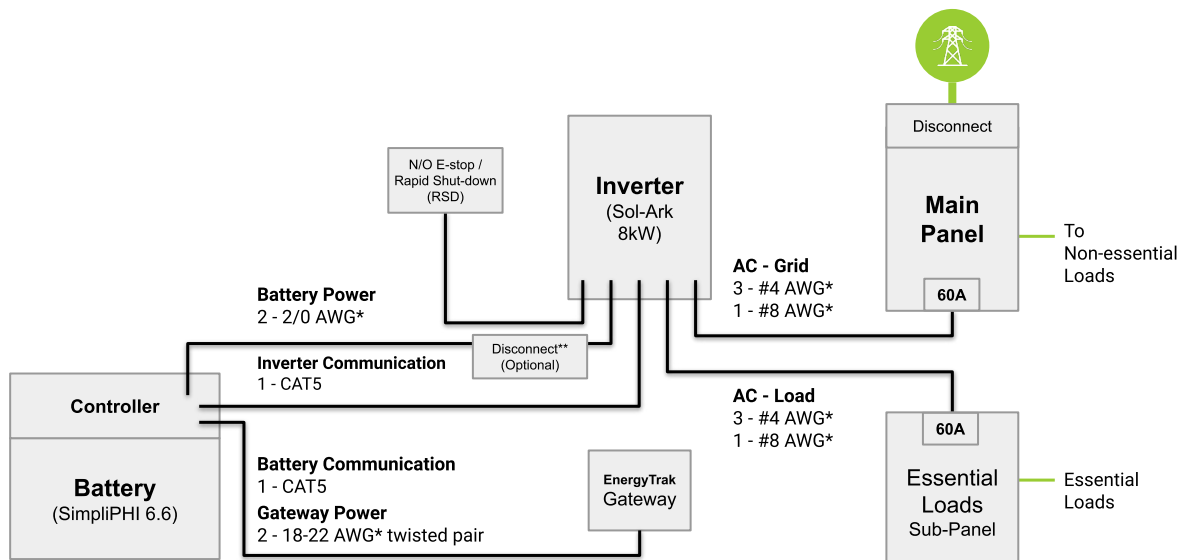 Disconnect
Main
Panel
60A
To
Non-essential
Loads
N/O E-stop /
Rapid Shut-down
(RSD)
Inverter
(Sol-Ark
8kW)
AC - Grid
3 - #4 AWG*
1 - #8 AWG*
Battery Power
2 - 2/0 AWG*
Disconnect**
(Optional)
Inverter Communication
1 - CAT5
Controller
Battery
(SimpliPHI 6.6)
AC - Load
3 - #4 AWG*
1 - #8 AWG*
60A
Essential
Loads
Sub-Panel
Essential
Loads
Battery Communication
1 - CAT5
Gateway Power
2 - 18-22 AWG* twisted pair
EnergyTrak
Gateway